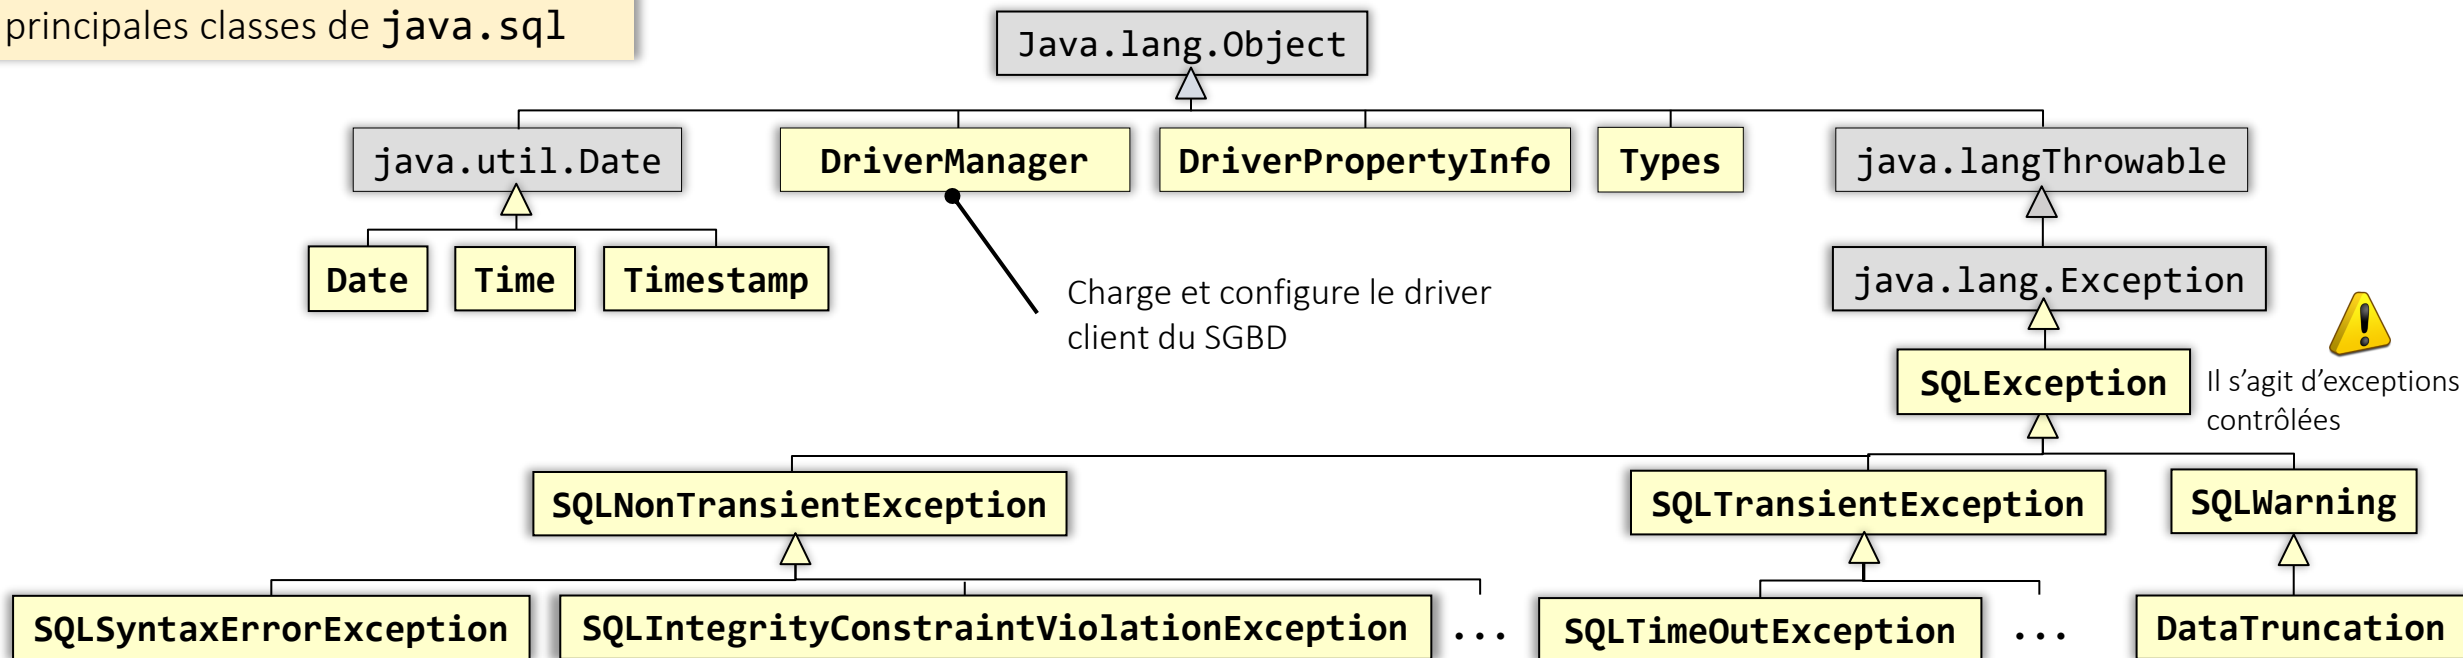 principales classes de java.sql
Java.lang.Object
java.util.Date
DriverManager
DriverPropertyInfo
Types
java.langThrowable
Date
Time
Timestamp
java.lang.Exception
Charge et configure le driver
client du SGBD
SQLException
Il s’agit d’exceptions
contrôlées
SQLNonTransientException
SQLTransientException
SQLWarning
SQLSyntaxErrorException
SQLIntegrityConstraintViolationException
...
SQLTimeOutException
...
DataTruncation